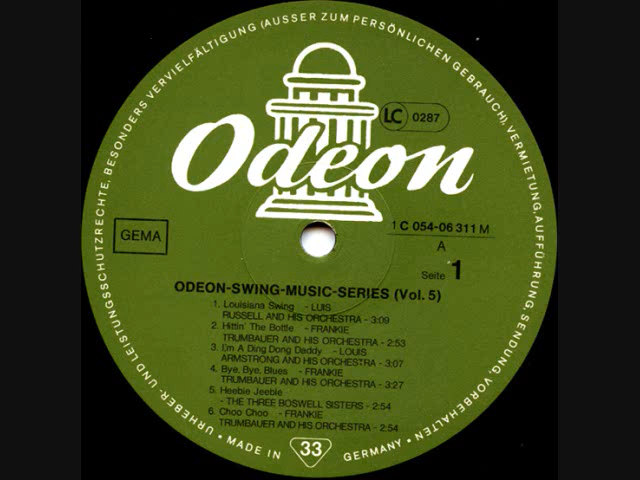 URHEBER- UND LEISTUNGSSCHUTZRECHTE, BESONDERS VERVIELFÄLTIGUNG (AUSSER ZUM PERSÖNLICHEN GEBRAUCH), VERMIETUNG, AUFFÜHRUNG, SENDUNG, VORBEHALTEN
Odeon
LC 0287
1 C 054-06 311 M
GEMA
A
Seite 1
ODEON-SWING-MUSIC-SERIES (Vol. 5)
1. Louisiana Swing - LUIS
RUSSELL AND HIS ORCHESTRA - 3:09
2. Hittin' The Bottle - FRANKIE
TRUMBAUER AND HIS ORCHESTRA - 2:53
3. I'm A Ding Dong Daddy - LOUIS
ARMSTRONG AND HIS ORCHESTRA - 3:07
4. Bye, Bye, Blues - FRANKIE
TRUMBAUER AND HIS ORCHESTRA - 3:27
5. Heebie Jeebie
- THE THREE BOSWELL SISTERS - 2:54
6. Choo Choo - FRANKIE
TRUMBAUER AND HIS ORCHESTRA - 2:54
• MADE IN 33 GERMANY •